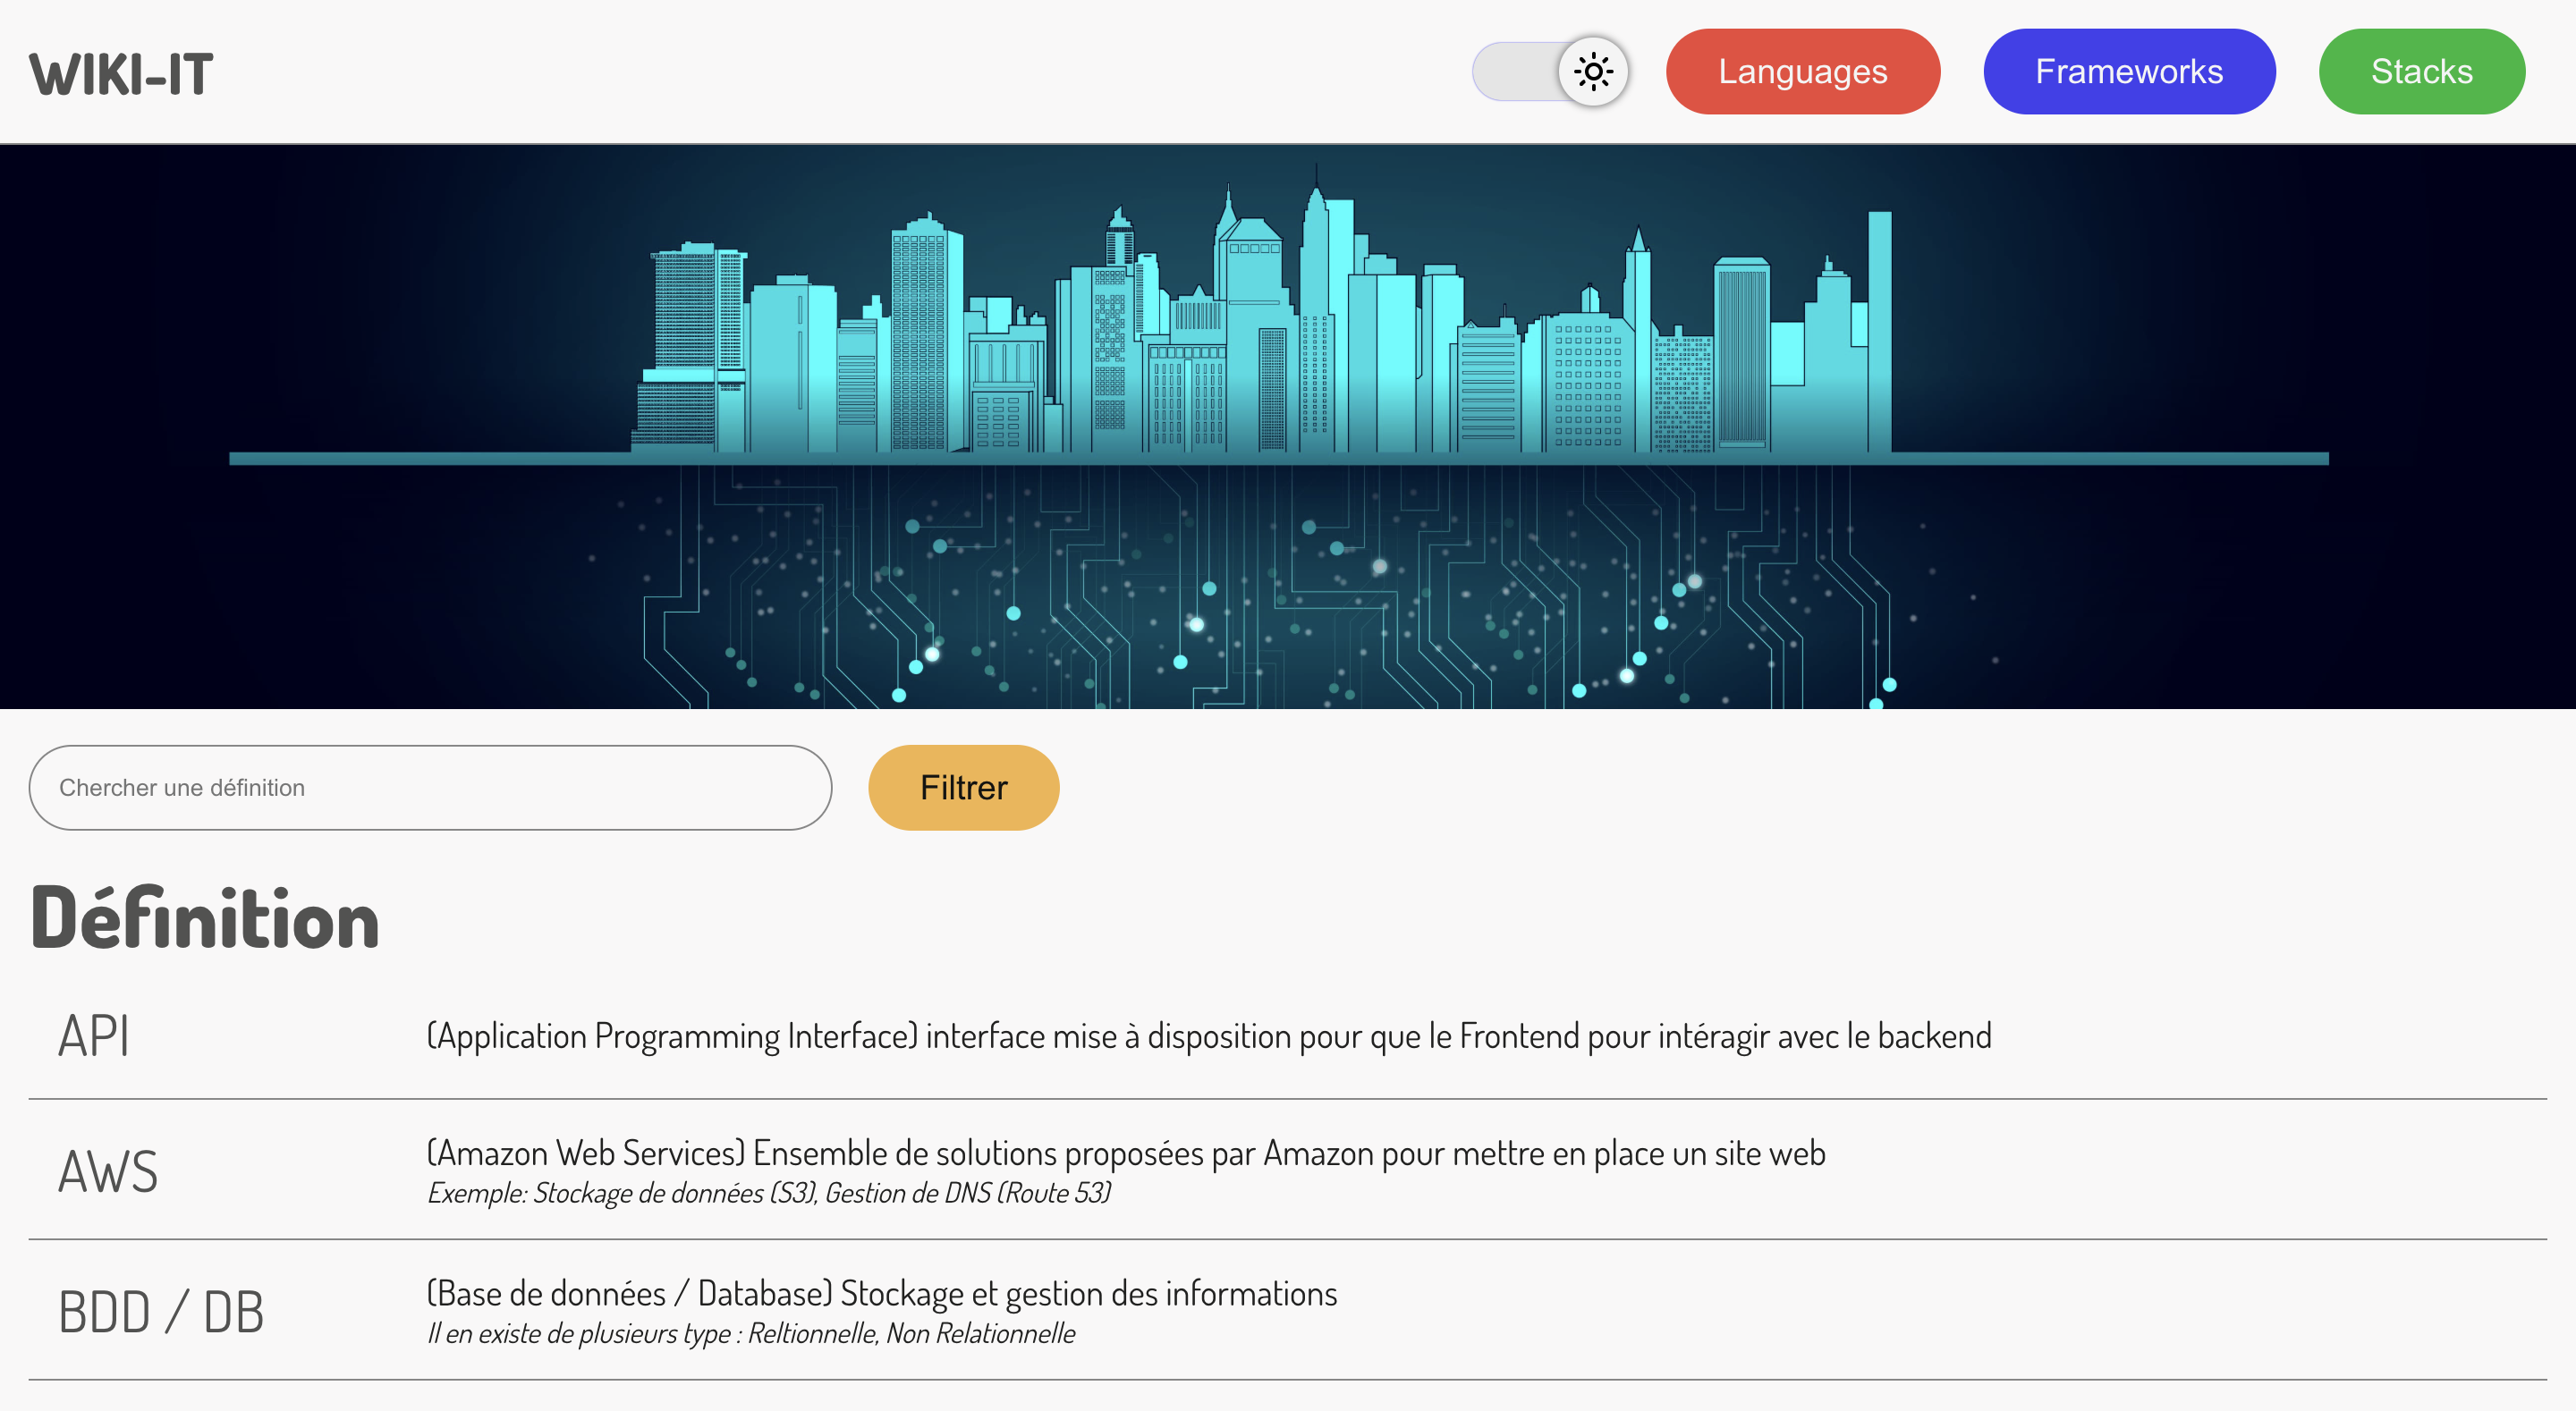 WIKI-IT
Languages
Frameworks
Stacks
Chercher une définition
Filtrer
Définition
API
(Application Programming Interface) interface mise à disposition pour que le Frontend pour intéragir avec le backend
AWS
(Amazon Web Services) Ensemble de solutions proposées par Amazon pour mettre en place un site web
Exemple: Stockage de données (S3), Gestion de DNS (Route 53)
BDD / DB
(Base de données / Database) Stockage et gestion des informations
Il en existe de plusieurs type : Reltionnelle, Non Relationnelle